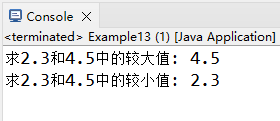 Console
<terminated> Example13 (1) [Java Application]
求2.3和4.5中的较大值: 4.5
求2.3和4.5中的较小值: 2.3